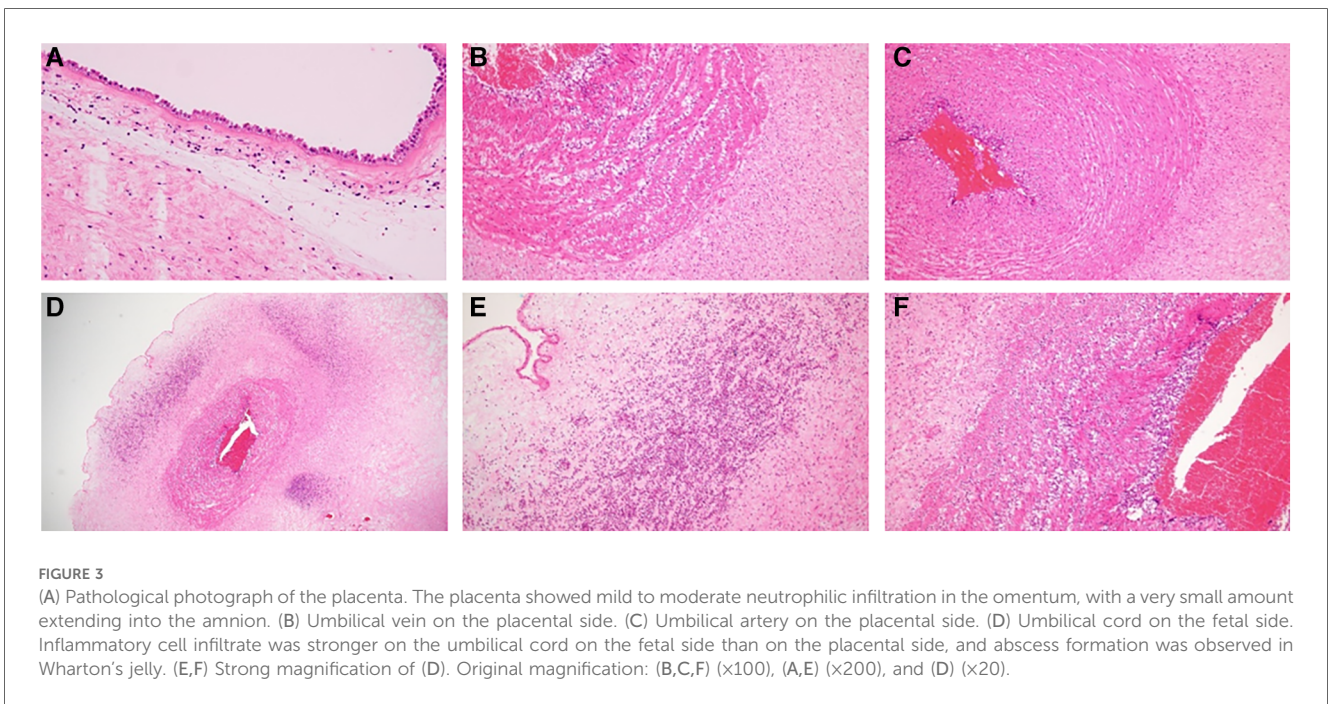 A
B
C
D
E
F
FIGURE 3
(A) Pathological photograph of the placenta. The placenta showed mild to moderate neutrophilic infiltration in the omentum, with a very small amount
extending into the amnion. (B) Umbilical vein on the placental side. (C) Umbilical artery on the placental side. (D) Umbilical cord on the fetal side.
Inflammatory cell infiltrate was stronger on the umbilical cord on the fetal side than on the placental side, and abscess formation was observed in
Wharton’s jelly. (E,F) Strong magnification of (D). Original magnification: (B,C,F) (×100), (A,E) (×200), and (D) (×20).